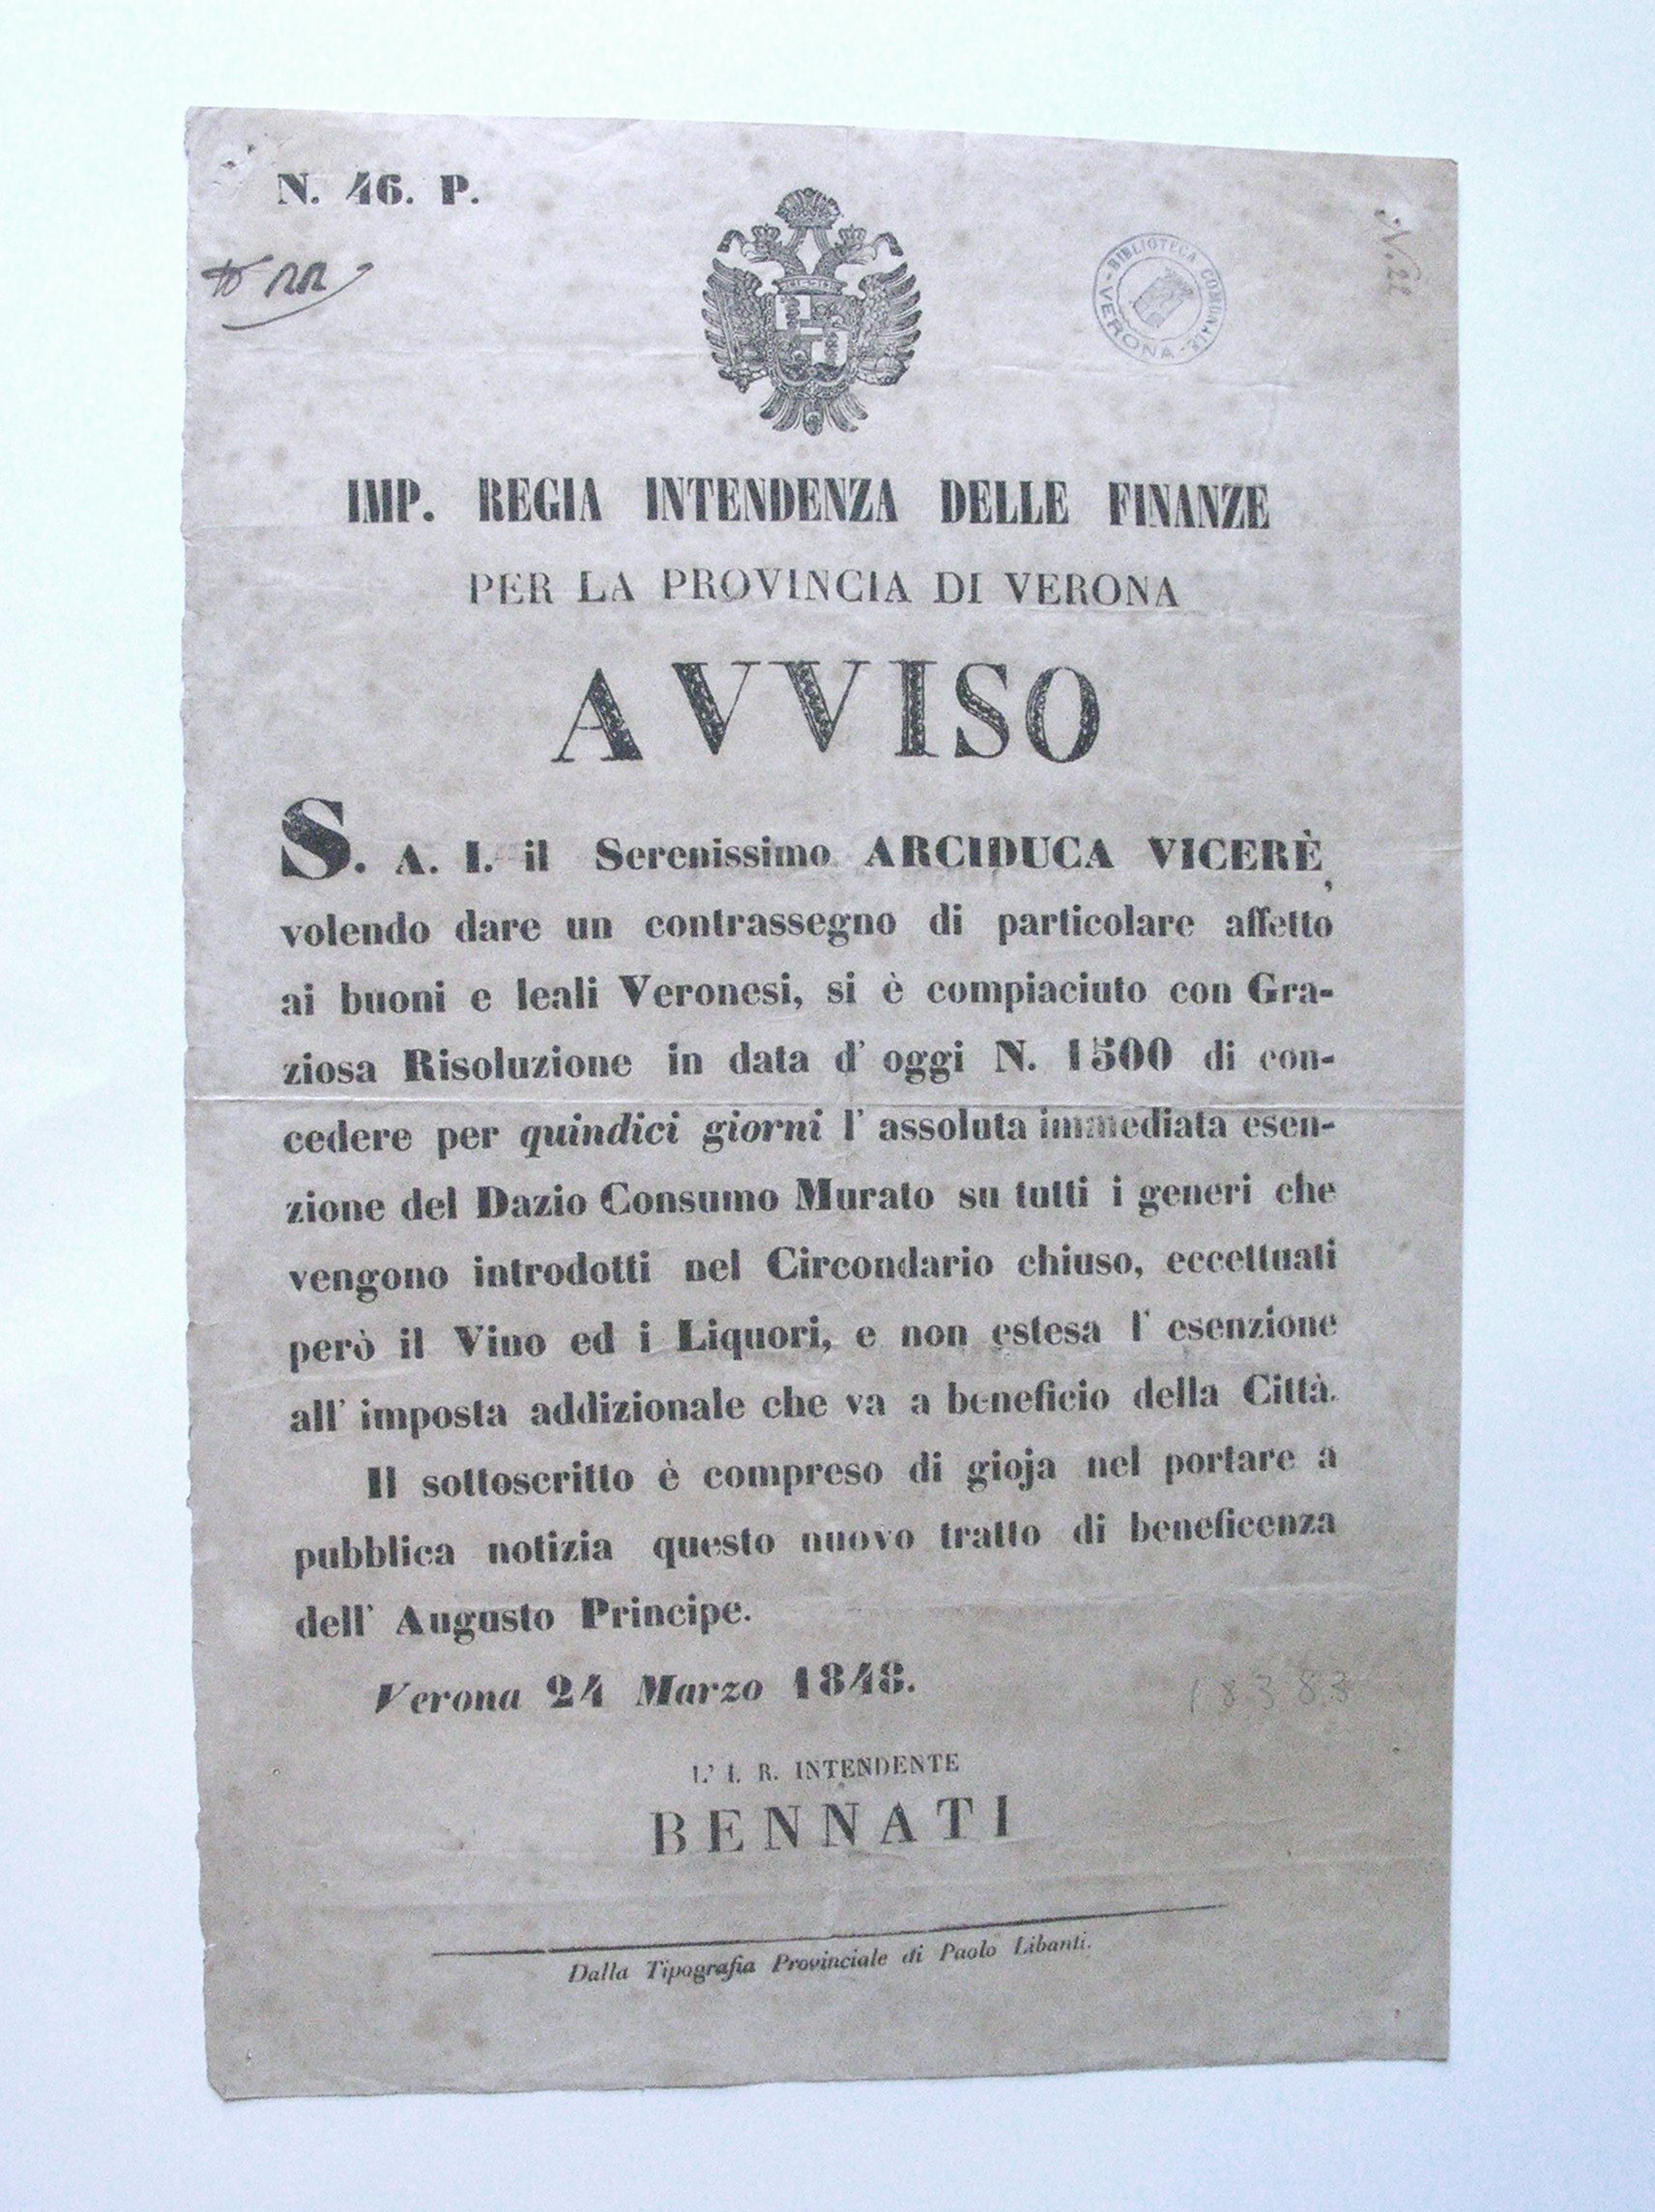 N. 46. P.
BIBLIOTECA COMUNALE
- VERONA -
IMP. REGIA INTENDENZA DELLE FINANZE
PER LA PROVINCIA DI VERONA
AVVISO
S. A. I. il Serenissimo ARCIDUCA VICERÈ,
volendo dare un contrassegno di particolare affetto
ai buoni e leali Veronesi, si è compiaciuto con Gra-
ziosa Risoluzione in data d' oggi N. 1500 di con-
cedere per quindici giorni l' assoluta immediata esen-
zione del Dazio Consumo Murato su tutti i generi che
vengono introdotti nel Circondario chiuso, eccettuati
però il Vino ed i Liquori, e non estesa l' esenzione
all' imposta addizionale che va a beneficio della Città.
Il sottoscritto è compreso di gioja nel portare a
pubblica notizia questo nuovo tratto di beneficenza
dell' Augusto Principe.
Verona 24 Marzo 1848.
18383
L' I. R. INTENDENTE
BENNATI
Dalla Tipografia Provinciale di Paolo Libanti.